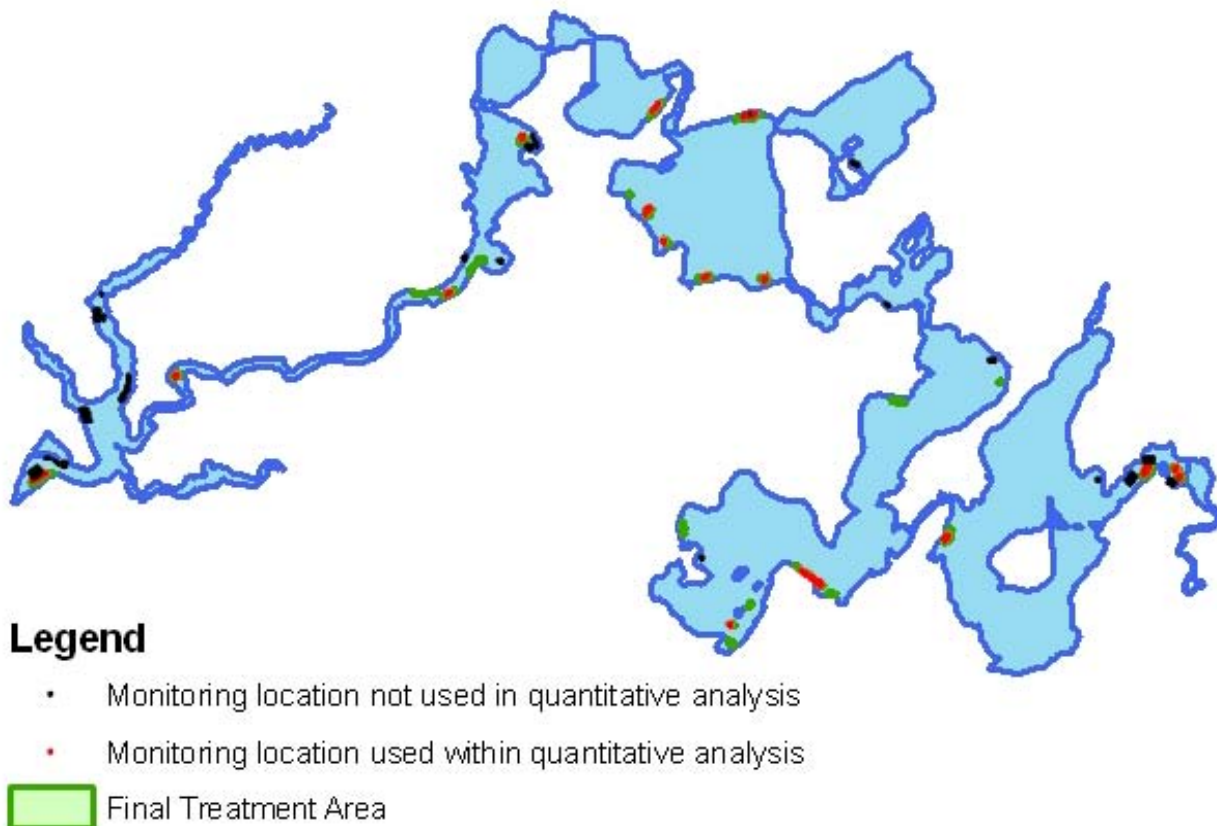 Legend
Monitoring location not used in quantitative analysis
Monitoring location used within quantitative analysis
Final Treatment Area